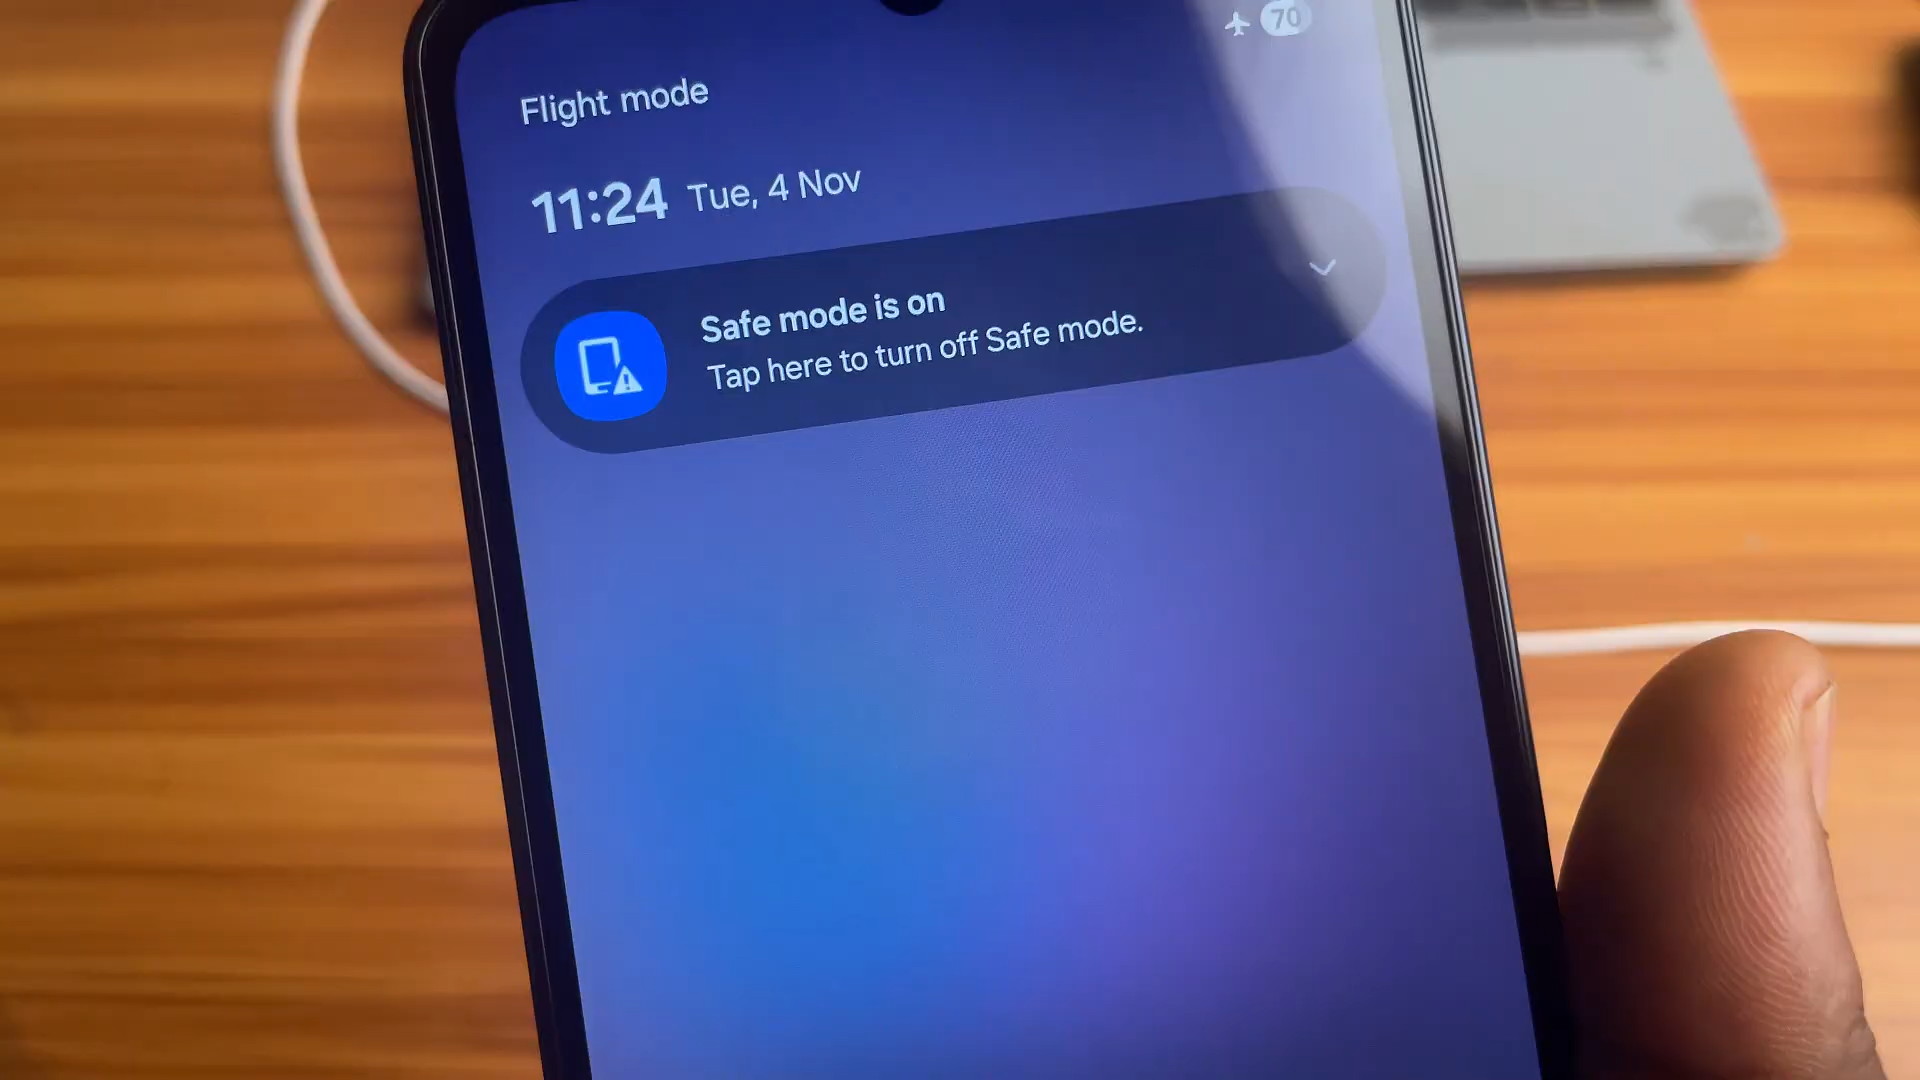 70
Flight mode
11:24 Tue, 4 Nov
Safe mode is on
Tap here to turn off Safe mode.